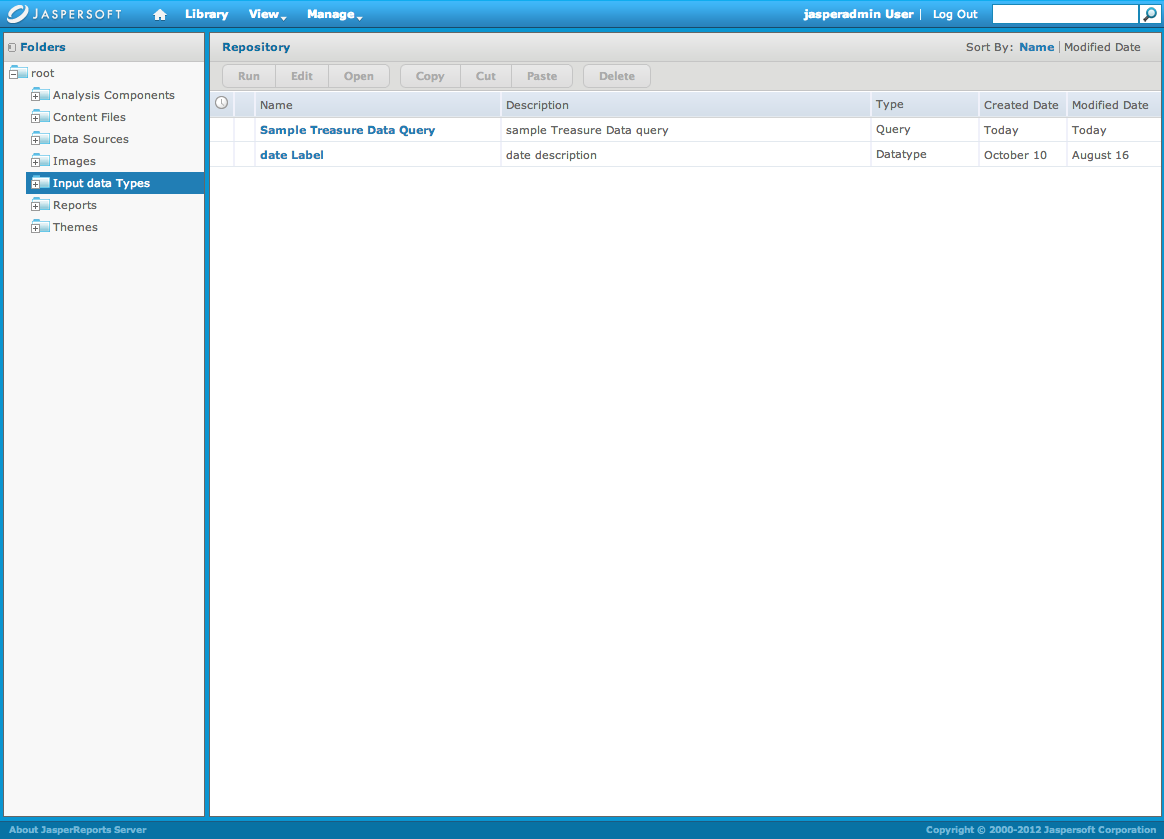 JASPERSOFT Library View Manage jasperadmin User | Log Out
Folders
root
Analysis Components
Content Files
Data Sources
Images
Input data Types
Reports
Themes
Repository Sort By: Name | Modified Date
Run Edit Open Copy Cut Paste Delete
Name Description Type Created Date Modified Date
Sample Treasure Data Query sample Treasure Data query Query Today Today
date Label date description Datatype October 10 August 16
About JasperReports Server Copyright © 2000-2012 Jaspersoft Corporation